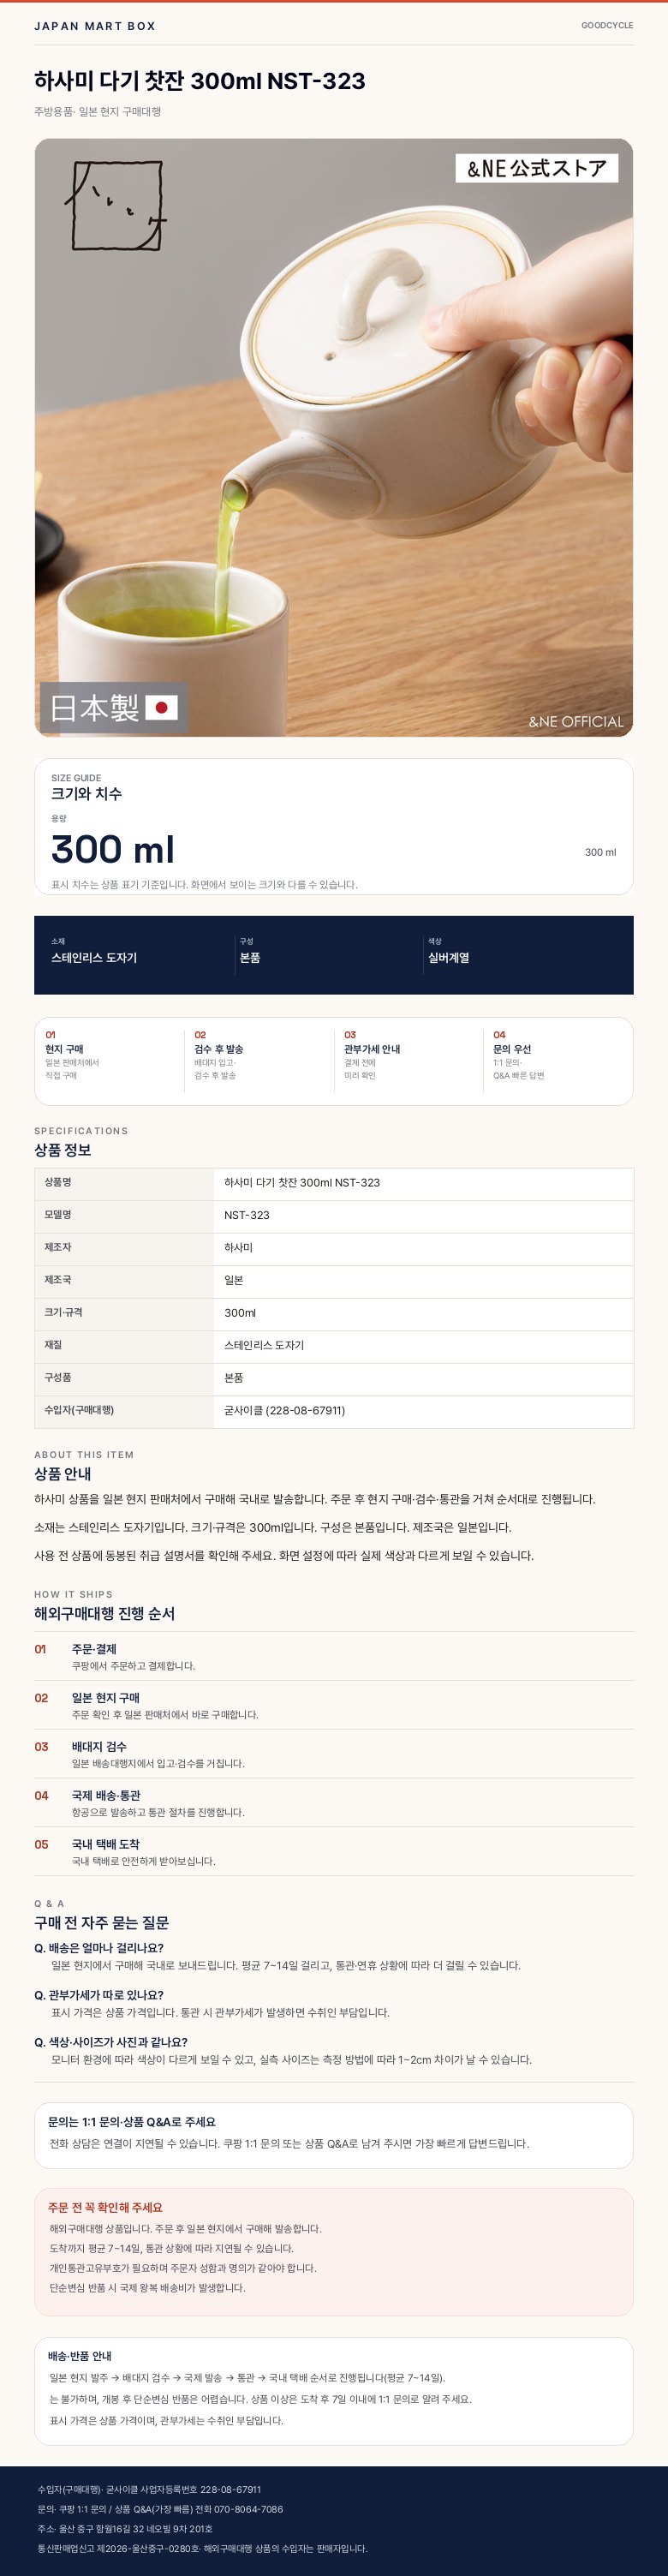 JAPAN MART BOX
GOODCYCLE
하사미 다기 찻잔 300ml NST-323
주방용품· 일본 현지 구매대행
&NE 公式ストア
日本製
&NE OFFICIAL
SIZE GUIDE
크기와 치수
용량
300 ml
300 ml
표시 치수는 상품 표기 기준입니다. 화면에서 보이는 크기와 다를 수 있습니다.
소재
스테인리스 도자기
구성
본품
색상
실버계열
01
현지 구매
일본 판매처에서
직접 구매
02
검수 후 발송
배대지 입고·
검수 후 발송
03
관부가세 안내
결제 전에
미리 확인
04
문의 우선
1:1 문의·
Q&A 빠른 답변
SPECIFICATIONS
상품 정보
상품명 하사미 다기 찻잔 300ml NST-323
모델명 NST-323
제조자 하사미
제조국 일본
크기·규격 300ml
재질 스테인리스 도자기
구성품 본품
수입자(구매대행) 굳사이클 (228-08-67911)
ABOUT THIS ITEM
상품 안내
하사미 상품을 일본 현지 판매처에서 구매해 국내로 발송합니다. 주문 후 현지 구매·검수·통관을 거쳐 순서대로 진행됩니다.
소재는 스테인리스 도자기입니다. 크기·규격은 300ml입니다. 구성은 본품입니다. 제조국은 일본입니다.
사용 전 상품에 동봉된 취급 설명서를 확인해 주세요. 화면 설정에 따라 실제 색상과 다르게 보일 수 있습니다.
HOW IT SHIPS
해외구매대행 진행 순서
01 주문·결제
쿠팡에서 주문하고 결제합니다.
02 일본 현지 구매
주문 확인 후 일본 판매처에서 바로 구매합니다.
03 배대지 검수
일본 배송대행지에서 입고·검수를 거칩니다.
04 국제 배송·통관
항공으로 발송하고 통관 절차를 진행합니다.
05 국내 택배 도착
국내 택배로 안전하게 받아보십니다.
Q & A
구매 전 자주 묻는 질문
Q. 배송은 얼마나 걸리나요?
일본 현지에서 구매해 국내로 보내드립니다. 평균 7~14일 걸리고, 통관·연휴 상황에 따라 더 걸릴 수 있습니다.
Q. 관부가세가 따로 있나요?
표시 가격은 상품 가격입니다. 통관 시 관부가세가 발생하면 수취인 부담입니다.
Q. 색상·사이즈가 사진과 같나요?
모니터 환경에 따라 색상이 다르게 보일 수 있고, 실측 사이즈는 측정 방법에 따라 1~2cm 차이가 날 수 있습니다.
문의는 1:1 문의·상품 Q&A로 주세요
전화 상담은 연결이 지연될 수 있습니다. 쿠팡 1:1 문의 또는 상품 Q&A로 남겨 주시면 가장 빠르게 답변드립니다.
주문 전 꼭 확인해 주세요
해외구매대행 상품입니다. 주문 후 일본 현지에서 구매해 발송합니다.
도착까지 평균 7~14일, 통관 상황에 따라 지연될 수 있습니다.
개인통관고유부호가 필요하며 주문자 성함과 명의가 같아야 합니다.
단순변심 반품 시 국제 왕복 배송비가 발생합니다.
배송·반품 안내
일본 현지 발주 → 배대지 검수 → 국제 발송 → 통관 → 국내 택배 순서로 진행됩니다(평균 7~14일).
는 불가하며, 개봉 후 단순변심 반품은 어렵습니다. 상품 이상은 도착 후 7일 이내에 1:1 문의로 알려 주세요.
표시 가격은 상품 가격이며, 관부가세는 수취인 부담입니다.
수입자(구매대행)· 굳사이클 사업자등록번호 228-08-67911
문의· 쿠팡 1:1 문의 / 상품 Q&A(가장 빠름) 전화 070-8064-7086
주소· 울산 중구 함월16길 32 네오빌 9차 201호
통신판매업신고 제2026-울산중구-0280호· 해외구매대행 상품의 수입자는 판매자입니다.